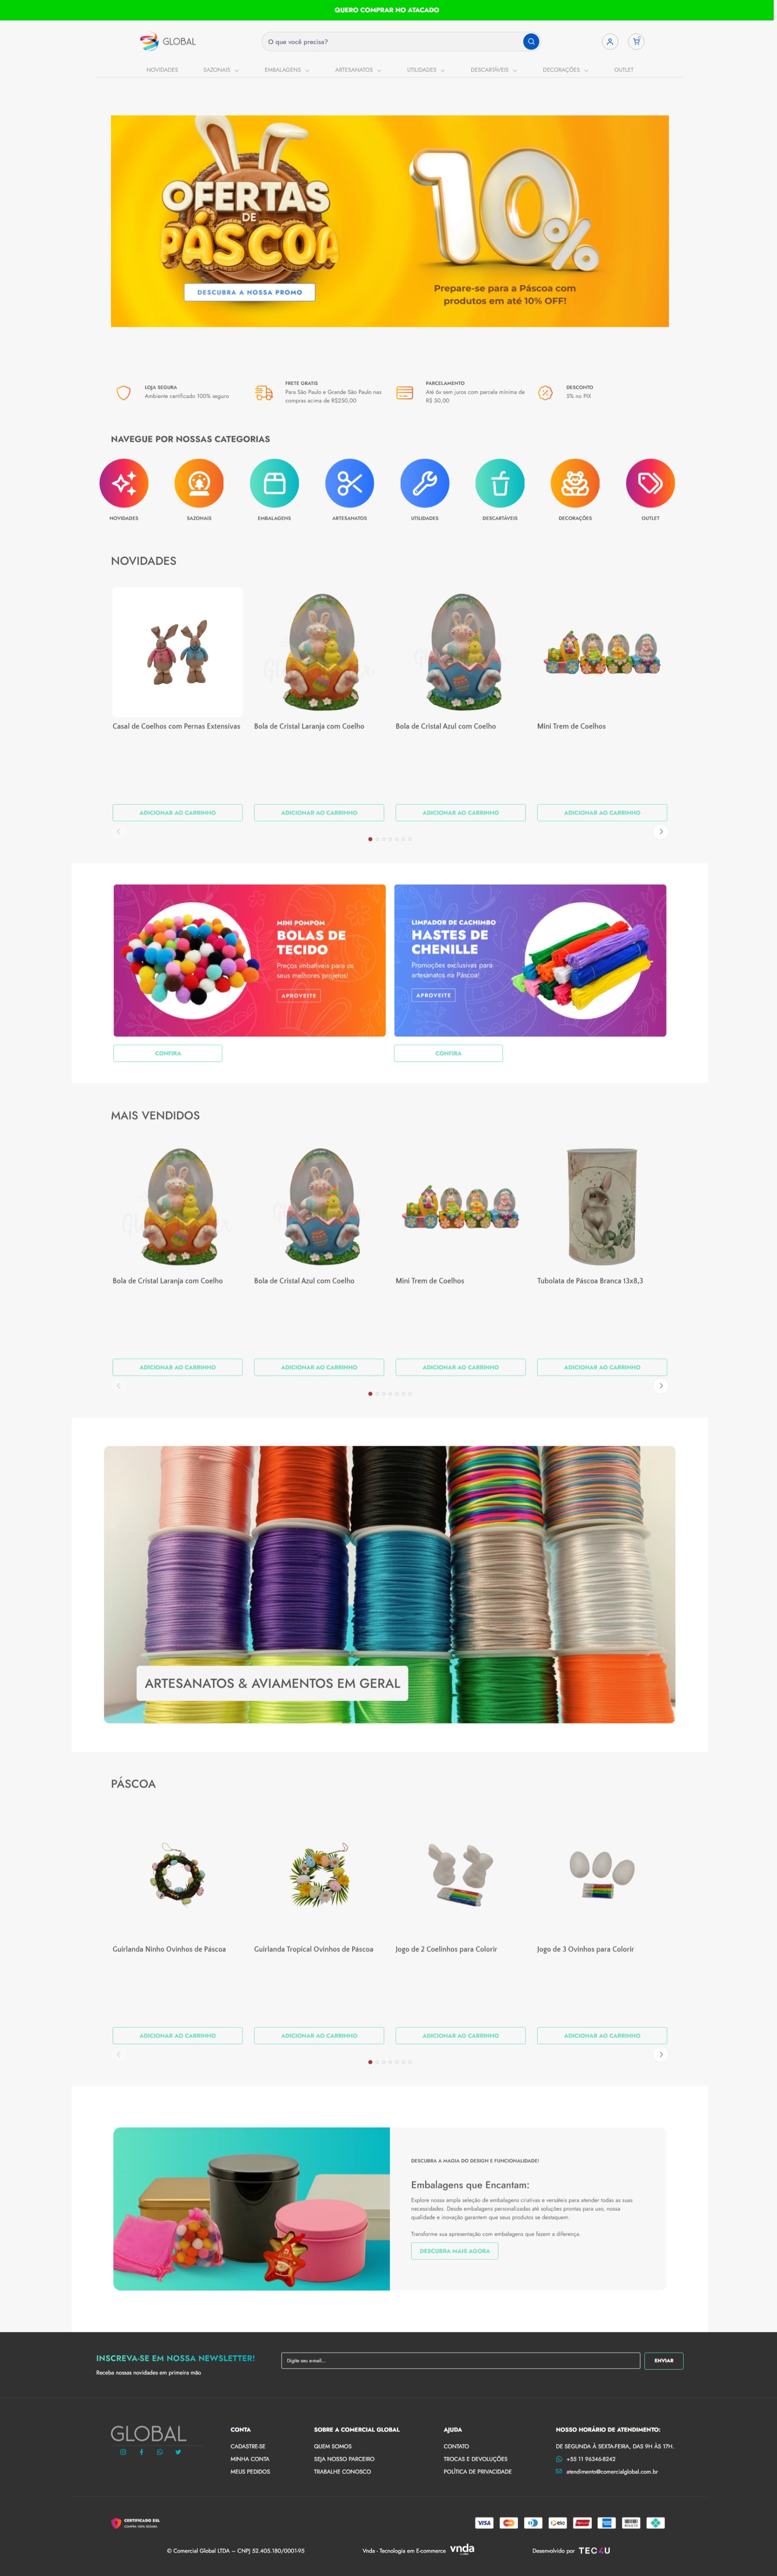 QUERO COMPRAR NO ATACADO
GLOBAL
O que você precisa?
NOVIDADES
SAZONAIS
EMBALAGENS
ARTESANATOS
UTILIDADES
DESCARTÁVEIS
DECORAÇÕES
OUTLET
OFERTAS
DE
PÁSCOA
DESCUBRA A NOSSA PROMO
10%
Prepare-se para a Páscoa com
produtos em até 10% OFF!
LOJA SEGURA
Ambiente certificado 100% seguro
FRETE GRATIS
Para São Paulo e Grande São Paulo nas
compras acima de R$250,00
PARCELAMENTO
Até 6x sem juros com parcela mínima de
R$ 50,00
DESCONTO
5% no PIX
NAVEGUE POR NOSSAS CATEGORIAS
NOVIDADES
SAZONAIS
EMBALAGENS
ARTESANATOS
UTILIDADES
DESCARTÁVEIS
DECORAÇÕES
OUTLET
NOVIDADES
Casal de Coelhos com Pernas Extensivas
Bola de Cristal Laranja com Coelho
Bola de Cristal Azul com Coelho
Mini Trem de Coelhos
ADICIONAR AO CARRINHO
ADICIONAR AO CARRINHO
ADICIONAR AO CARRINHO
ADICIONAR AO CARRINHO
MINI POMPOM
BOLAS DE
TECIDO
Preços imbatíveis para os
seus melhores projetos!
APROVEITE
LIMPADOR DE CACHIMBO
HASTES DE
CHENILLE
Promoções exclusivas para
artesanatos na Páscoa!
APROVEITE
CONFIRA
CONFIRA
MAIS VENDIDOS
Bola de Cristal Laranja com Coelho
Bola de Cristal Azul com Coelho
Mini Trem de Coelhos
Tubolata de Páscoa Branca 13x8,3
ADICIONAR AO CARRINHO
ADICIONAR AO CARRINHO
ADICIONAR AO CARRINHO
ADICIONAR AO CARRINHO
ARTESANATOS & AVIAMENTOS EM GERAL
PÁSCOA
Guirlanda Ninho Ovinhos de Páscoa
Guirlanda Tropical Ovinhos de Páscoa
Jogo de 2 Coelinhos para Colorir
Jogo de 3 Ovinhos para Colorir
ADICIONAR AO CARRINHO
ADICIONAR AO CARRINHO
ADICIONAR AO CARRINHO
ADICIONAR AO CARRINHO
DESCUBRA A MAGIA DO DESIGN E FUNCIONALIDADE!
Embalagens que Encantam:
Explore nossa ampla seleção de embalagens criativas e versáteis para atender todas as suas
necessidades. Desde embalagens personalizadas até soluções prontas para uso, nossa
qualidade e inovação garantem que seus produtos se destaquem.
Transforme sua apresentação com embalagens que fazem a diferença.
DESCUBRA MAIS AGORA
INSCREVA-SE EM NOSSA NEWSLETTER!
Receba nossas novidades em primeira mão
Digite seu e-mail...
ENVIAR
GLOBAL
CONTA
CADASTRE-SE
MINHA CONTA
MEUS PEDIDOS
SOBRE A COMERCIAL GLOBAL
QUEM SOMOS
SEJA NOSSO PARCEIRO
TRABALHE CONOSCO
AJUDA
CONTATO
TROCAS E DEVOLUÇÕES
POLÍTICA DE PRIVACIDADE
NOSSO HORÁRIO DE ATENDIMENTO:
DE SEGUNDA À SEXTA-FEIRA, DAS 9H ÀS 17H.
+55 11 96346-8242
atendimento@comercialglobal.com.br
CERTIFICADO SSL
COMPRA 100% SEGURA
VISA
elo
BOLETO
© Comercial Global LTDA – CNPJ 52.405.180/0001-95
Vnda - Tecnologia em E-commerce
vnda
Desenvolvido por
TEC4U